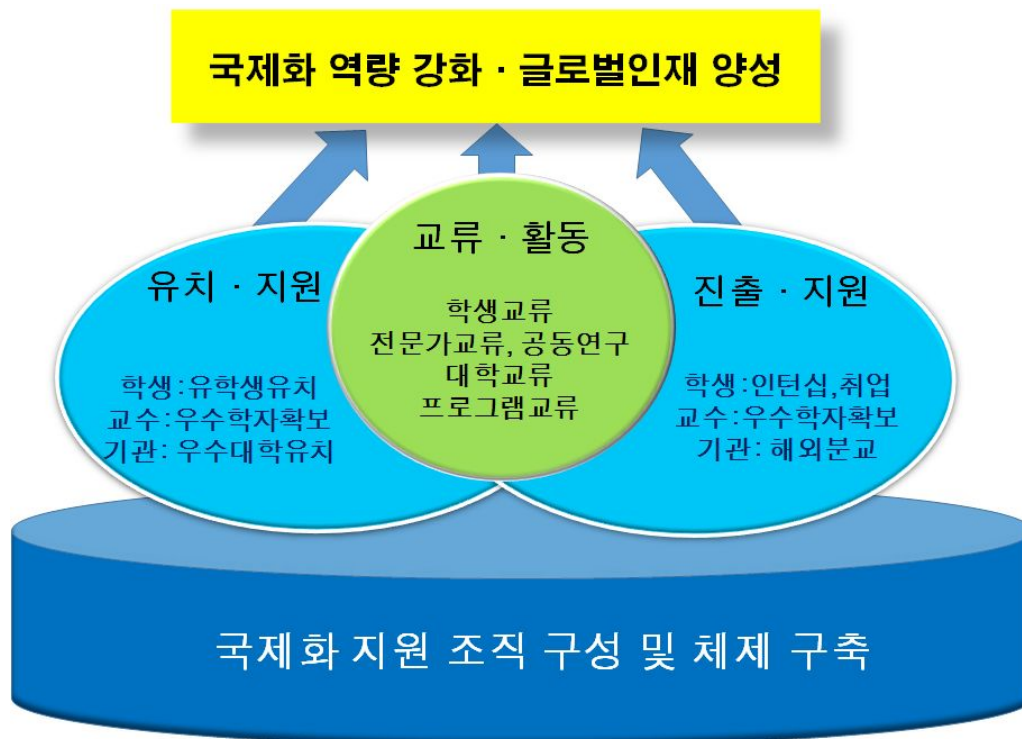 국제화 역량 강화 · 글로벌인재 양성
교류 · 활동
학생교류
전문가교류, 공동연구
대학교류
프로그램교류
유치 · 지원
학생:유학생유치
교수:우수학자확보
기관: 우수대학유치
진출 · 지원
학생:인턴십,취업
교수:우수학자확보
기관: 해외분교
국제화 지원 조직 구성 및 체제 구축